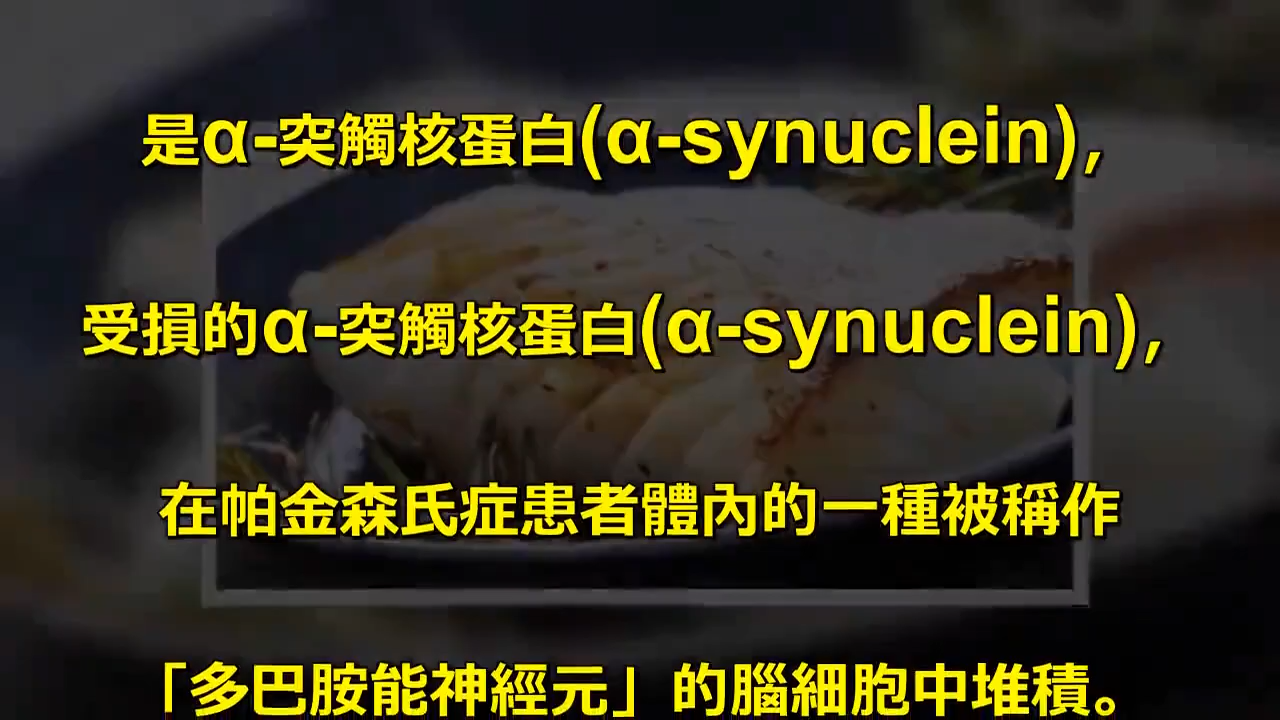 是α-突觸核蛋白(α-synuclein),
受損的α-突觸核蛋白(α-synuclein),
在帕金森氏症患者體內的一種被稱作
「多巴胺能神經元」的腦細胞中堆積。